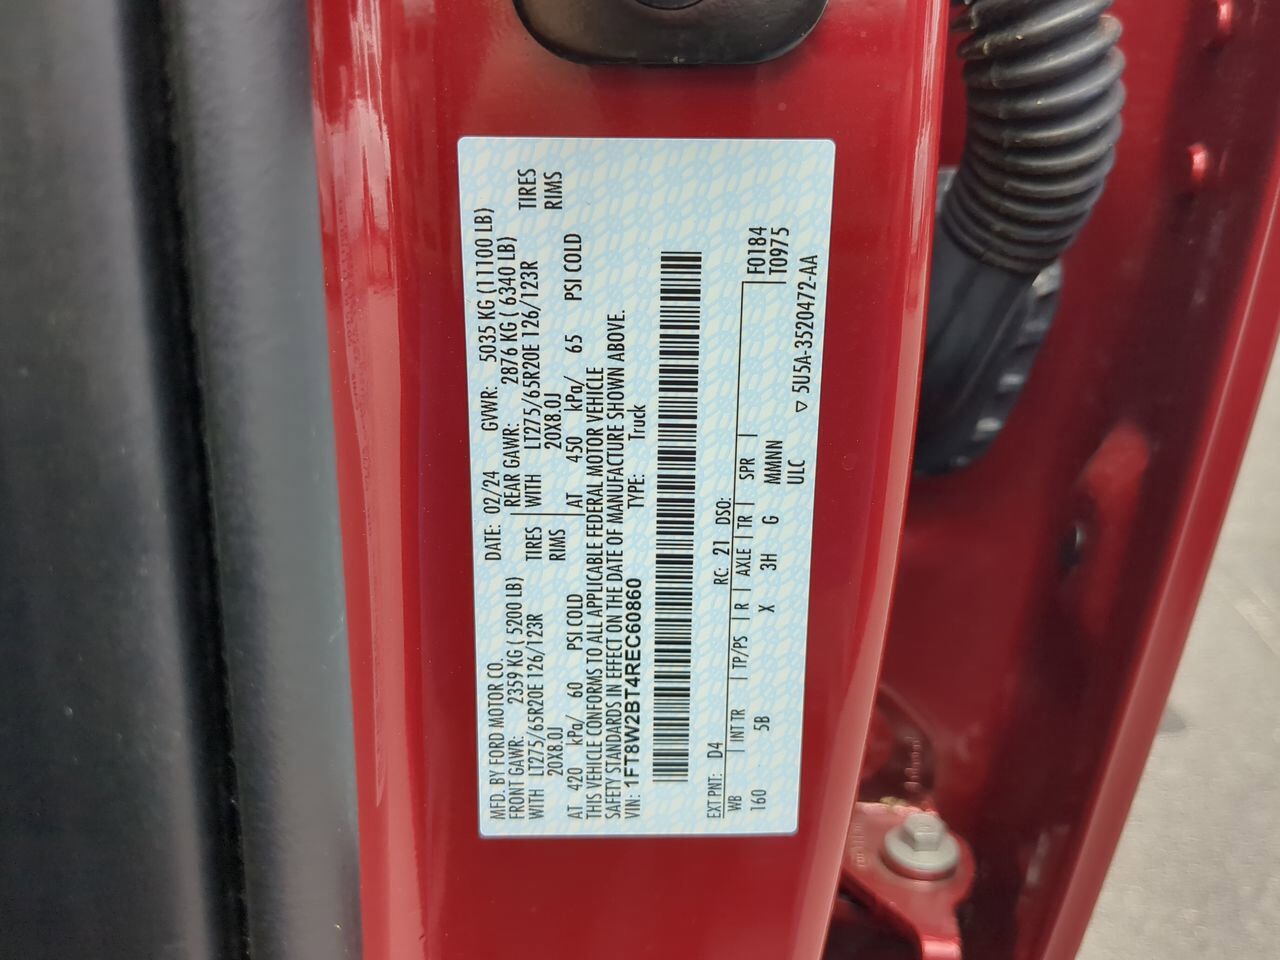 MFD. BY FORD MOTOR CO. DATE: 02/24 GVWR: 5035 KG (11100 LB)
FRONT GAWR: 2359 KG ( 5200 LB) REAR GAWR: 2876 KG ( 6340 LB)
WITH LT275/65R20E 126/123R TIRES WITH LT275/65R20E 126/123R TIRES
20X8.0J RIMS 20X8.0J RIMS
AT 420 kPa/ 60 PSI COLD AT 450 kPa/ 65 PSI COLD
THIS VEHICLE CONFORMS TO ALL APPLICABLE FEDERAL MOTOR VEHICLE
SAFETY STANDARDS IN EFFECT ON THE DATE OF MANUFACTURE SHOWN ABOVE.
VIN: 1FT8W2BT4REC60860 TYPE: Truck
EXT PNT: D4 RC: 21 DSO: F0184
WB INT TR TP/PS R AXLE TR SPR T0975
160 5B X 3H G MMNN
ULC ▽ 5U5A-3520472-AA